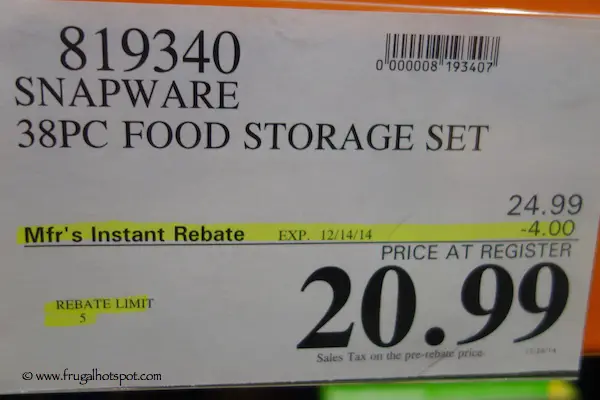 819340
0"000008"193407"
SNAPWARE
38PC FOOD STORAGE SET
24.99
Mfr's Instant Rebate EXP. 12/14/14 -4.00
PRICE AT REGISTER
20.99
REBATE LIMIT
5
Sales Tax on the pre-rebate price
© www.frugalhotspot.com